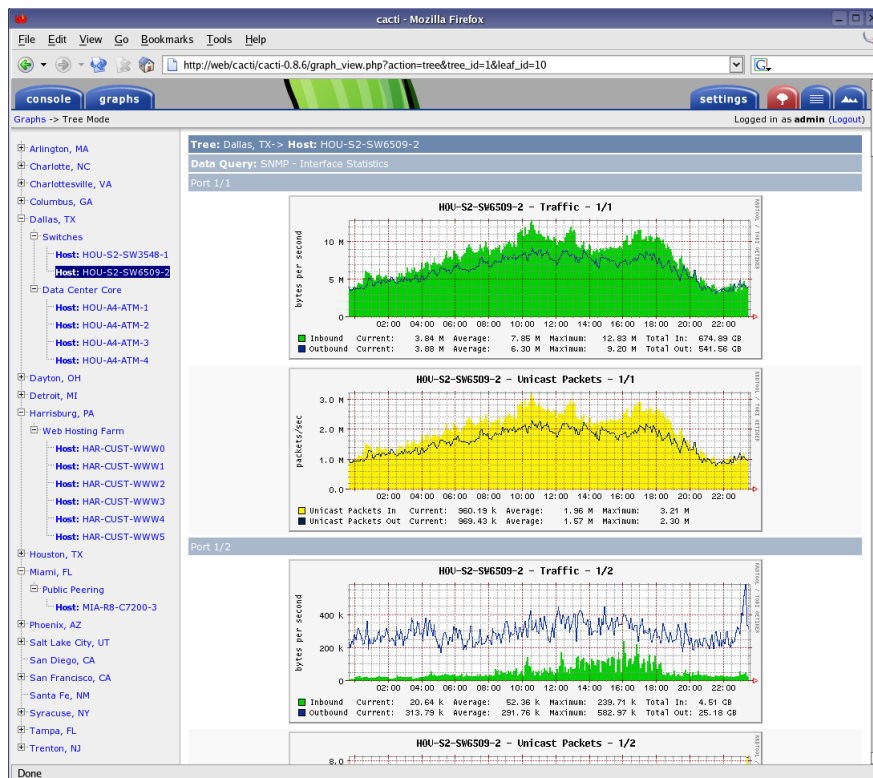 cacti - Mozilla Firefox
File Edit View Go Bookmarks Tools Help
http://web/cacti/cacti-0.8.6/graph_view.php?action=tree&tree_id=1&leaf_id=10
G
console graphs settings
Graphs -> Tree Mode
Logged in as admin (Logout)
Arlington, MA
Charlotte, NC
Charlottesville, VA
Columbus, GA
Dallas, TX
Switches
Host: HOU-S2-SW3548-1
Host: HOU-S2-SW6509-2
Data Center Core
Host: HOU-A4-ATM-1
Host: HOU-A4-ATM-2
Host: HOU-A4-ATM-3
Host: HOU-A4-ATM-4
Dayton, OH
Detroit, MI
Harrisburg, PA
Web Hosting Farm
Host: HAR-CUST-WWW0
Host: HAR-CUST-WWW1
Host: HAR-CUST-WWW2
Host: HAR-CUST-WWW3
Host: HAR-CUST-WWW4
Host: HAR-CUST-WWW5
Houston, TX
Miami, FL
Public Peering
Host: MIA-R8-C7200-3
Phoenix, AZ
Salt Lake City, UT
San Diego, CA
San Francisco, CA
Santa Fe, NM
Syracuse, NY
Tampa, FL
Trenton, NJ
Tree: Dallas, TX-> Host: HOU-S2-SW6509-2
Data Query: SNMP - Interface Statistics
Port 1/1
HOU-S2-SW6509-2 - Traffic - 1/1
bytes per second
10 M
5 M
0
02:00 04:00 06:00 08:00 10:00 12:00 14:00 16:00 18:00 20:00 22:00
Inbound Current: 3.84 M Average: 7.85 M Maximum: 12.83 M Total In: 674.89 GB
Outbound Current: 3.88 M Average: 6.30 M Maximum: 9.20 M Total Out: 541.56 GB
RRDTOOL / TOBI OETIKER
HOU-S2-SW6509-2 - Unicast Packets - 1/1
packets/sec
3.0 M
2.0 M
1.0 M
0.0
02:00 04:00 06:00 08:00 10:00 12:00 14:00 16:00 18:00 20:00 22:00
Unicast Packets In Current: 960.19 k Average: 1.96 M Maximum: 3.21 M
Unicast Packets Out Current: 969.43 k Average: 1.57 M Maximum: 2.30 M
RRDTOOL / TOBI OETIKER
Port 1/2
HOU-S2-SW6509-2 - Traffic - 1/2
bytes per second
400 k
200 k
0
02:00 04:00 06:00 08:00 10:00 12:00 14:00 16:00 18:00 20:00 22:00
Inbound Current: 20.64 k Average: 52.36 k Maximum: 239.71 k Total In: 4.51 GB
Outbound Current: 313.79 k Average: 291.76 k Maximum: 582.97 k Total Out: 25.18 GB
RRDTOOL / TOBI OETIKER
HOU-S2-SW6509-2 - Unicast Packets - 1/2
8.0
Done